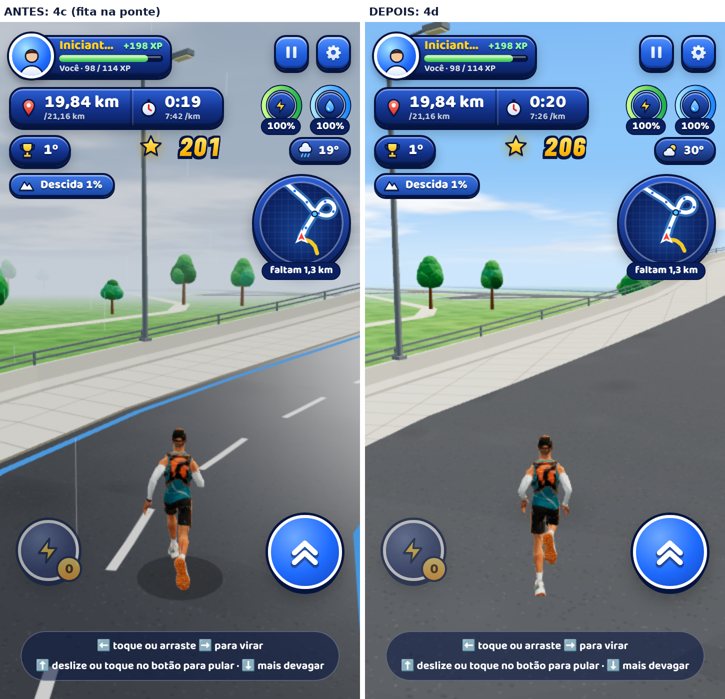 ANTES: 4c (fita na ponte)
Iniciant... +198 XP
Você · 98 / 114 XP
19,84 km
/21,16 km
0:19
7:42 /km
100%
100%
1º
201
19°
Descida 1%
faltam 1,3 km
0
⬅ toque ou arraste ➡ para virar
⬆ deslize ou toque no botão para pular · ⬇ mais devagar
DEPOIS: 4d
Iniciant... +198 XP
Você · 98 / 114 XP
19,84 km
/21,16 km
0:20
7:26 /km
100%
100%
1º
206
30°
Descida 1%
faltam 1,3 km
0
⬅ toque ou arraste ➡ para virar
⬆ deslize ou toque no botão para pular · ⬇ mais devagar